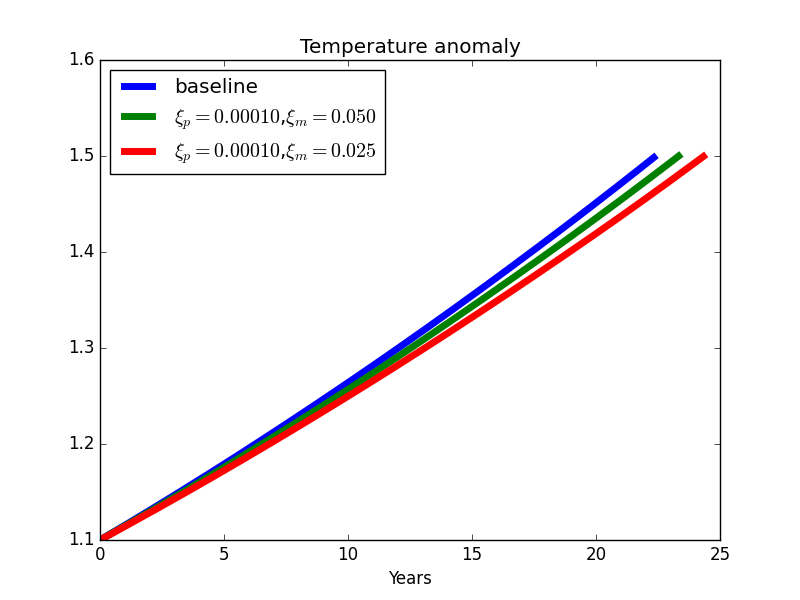 Temperature anomaly
1.6
baseline
ξp = 0.00010,ξm = 0.050
ξp = 0.00010,ξm = 0.025
1.5
1.4
1.3
1.2
1.1
0 5 10 15 20 25
Years